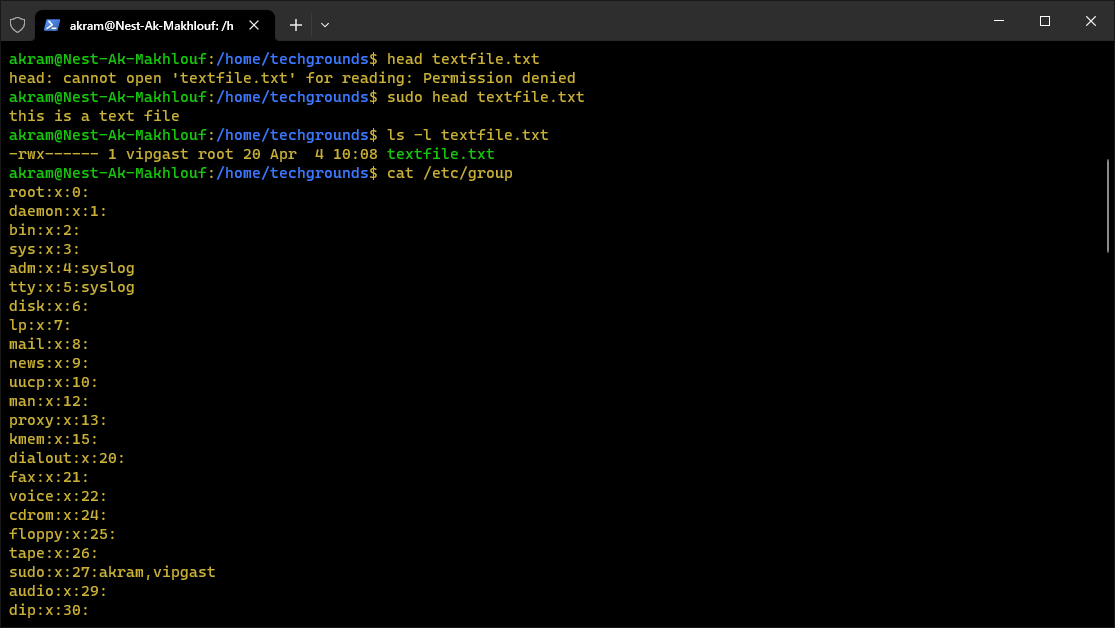 akram@Nest-Ak-Makhlouf: /h
akram@Nest-Ak-Makhlouf:/home/techgrounds$ head textfile.txt
head: cannot open 'textfile.txt' for reading: Permission denied
akram@Nest-Ak-Makhlouf:/home/techgrounds$ sudo head textfile.txt
this is a text file
akram@Nest-Ak-Makhlouf:/home/techgrounds$ ls -l textfile.txt
-rwx------ 1 vipgast root 20 Apr  4 10:08 textfile.txt
akram@Nest-Ak-Makhlouf:/home/techgrounds$ cat /etc/group
root:x:0:
daemon:x:1:
bin:x:2:
sys:x:3:
adm:x:4:syslog
tty:x:5:syslog
disk:x:6:
lp:x:7:
mail:x:8:
news:x:9:
uucp:x:10:
man:x:12:
proxy:x:13:
kmem:x:15:
dialout:x:20:
fax:x:21:
voice:x:22:
cdrom:x:24:
floppy:x:25:
tape:x:26:
sudo:x:27:akram,vipgast
audio:x:29:
dip:x:30: